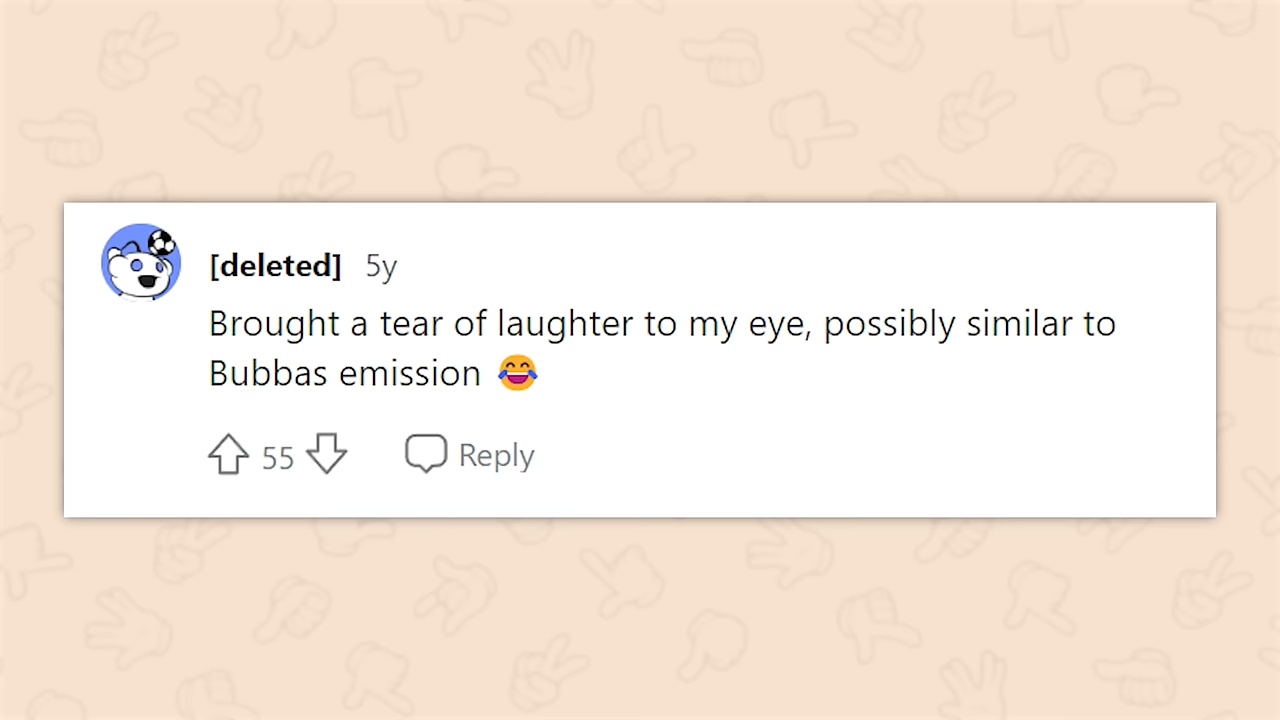 [deleted] 5y
Brought a tear of laughter to my eye, possibly similar to
Bubbas emission 😂
55 Reply